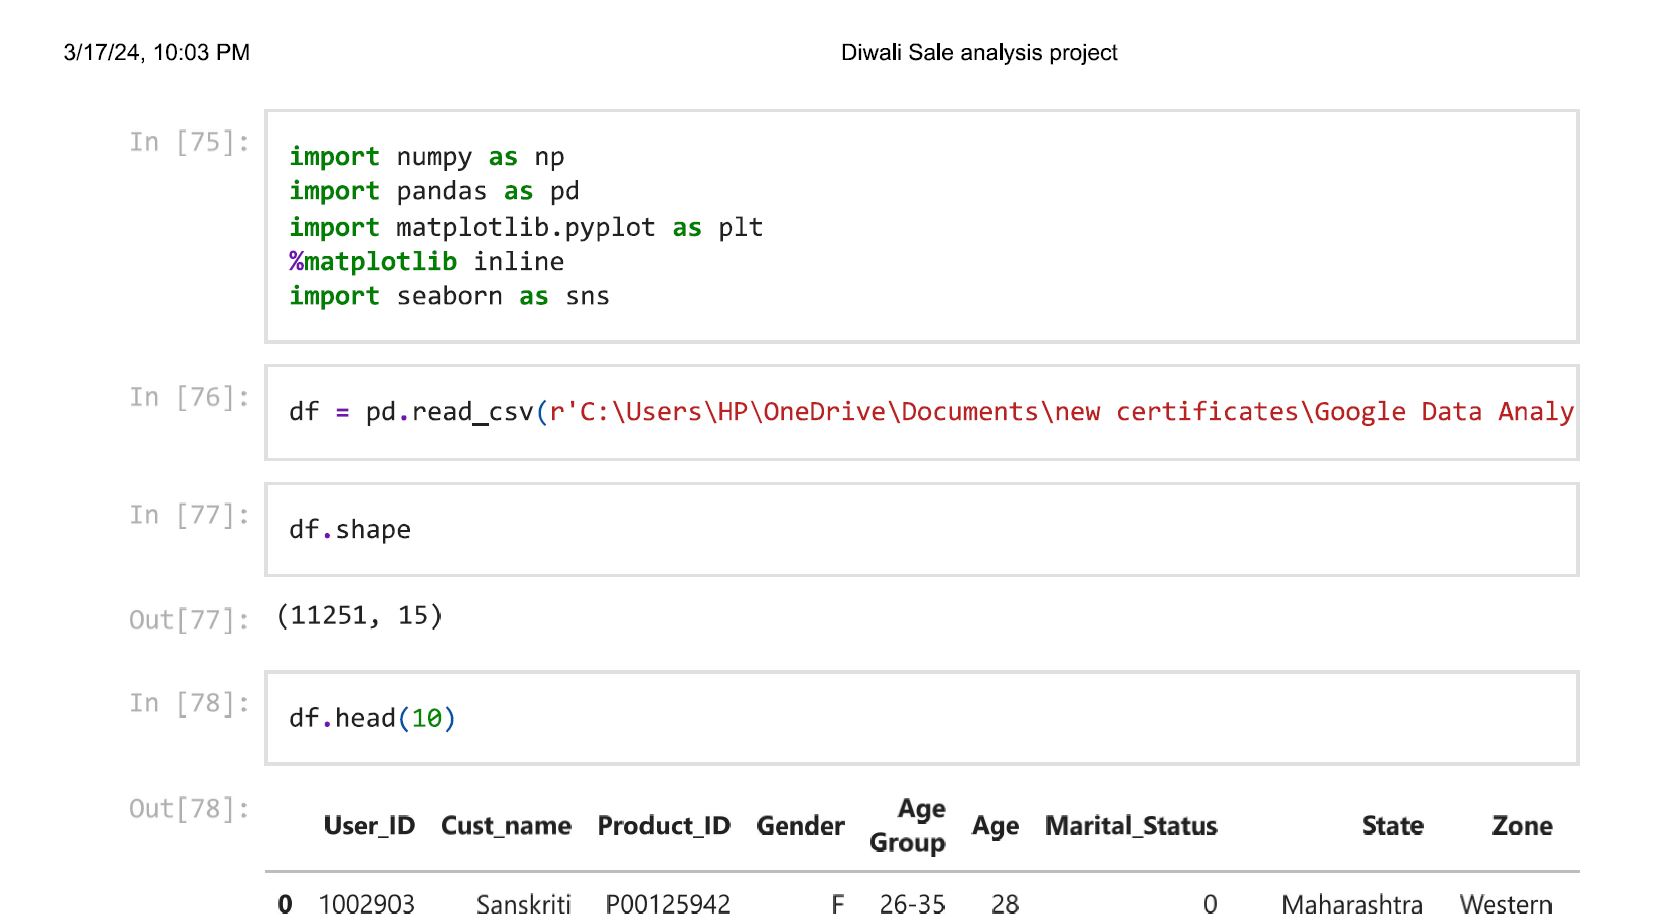 3/17/24, 10:03 PM Diwali Sale analysis project
In [75]:
import numpy as np
import pandas as pd
import matplotlib.pyplot as plt
%matplotlib inline
import seaborn as sns
In [76]:
df = pd.read_csv(r'C:\Users\HP\OneDrive\Documents\new certificates\Google Data Analy
In [77]:
df.shape
Out[77]: (11251, 15)
In [78]:
df.head(10)
Out[78]:
User_ID Cust_name Product_ID Gender Age Group Age Marital_Status State Zone
0 1002903 Sanskriti P00125942 F 26-35 28 0 Maharashtra Western